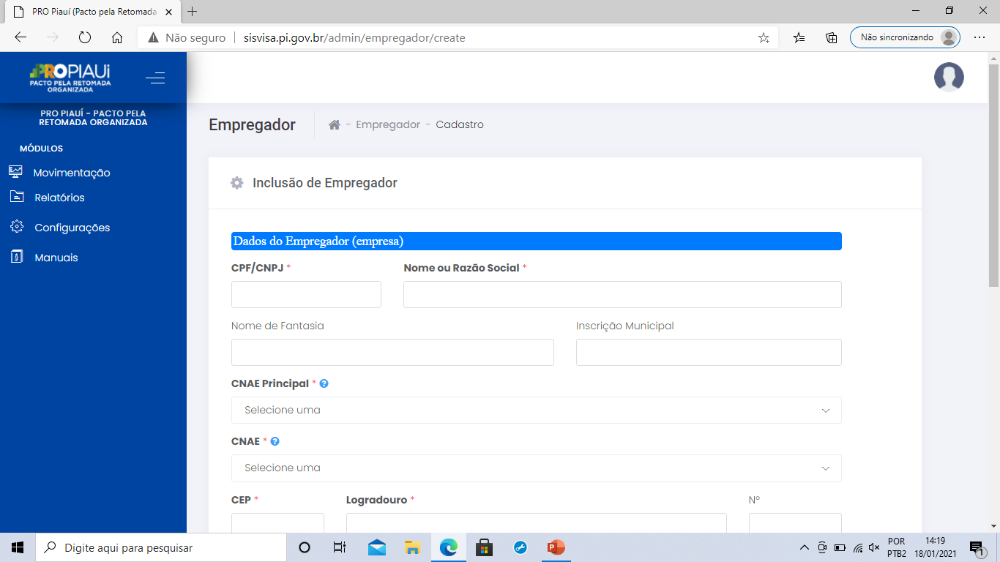 PRO Piauí (Pacto pela Retomada
Não seguro
sisvisa.pi.gov.br/admin/empregador/create
Não sincronizando
PROPIAUÍ
PACTO PELA RETOMADA
ORGANIZADA
PRO PIAUÍ - PACTO PELA
RETOMADA ORGANIZADA
MÓDULOS
Movimentação
Relatórios
Configurações
Manuais
Empregador
- Empregador - Cadastro
Inclusão de Empregador
Dados do Empregador (empresa)
CPF/CNPJ * Nome ou Razão Social *
Nome de Fantasia Inscrição Municipal
CNAE Principal *
Selecione uma
CNAE *
Selecione uma
CEP * Logradouro * Nº
Digite aqui para pesquisar
POR
PTB2
14:19
18/01/2021
1